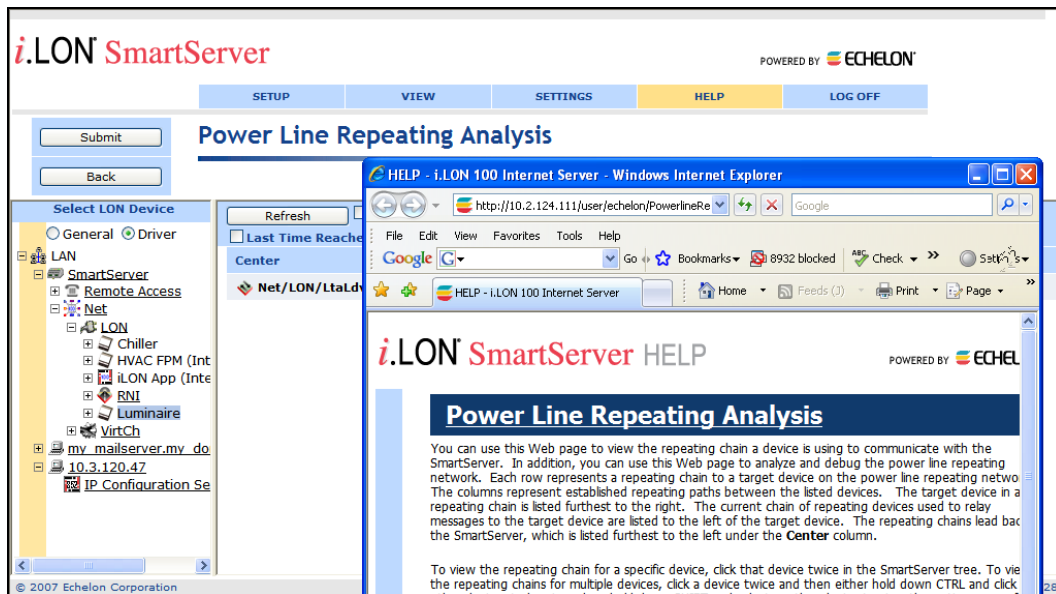 i.LON SmartServer
POWERED BY ECHELON
SETUP VIEW SETTINGS HELP LOG OFF
Submit
Back
Power Line Repeating Analysis
Select LON Device
General Driver
LAN
SmartServer
Remote Access
Net
LON
Chiller
HVAC FPM (Int
iLON App (Inte
RNI
Luminaire
VirtCh
my_mailserver.my_do
10.3.120.47
IP Configuration Se
© 2007 Echelon Corporation
Refresh
Last Time Reache
Center
Net/LON/LtaLd
HELP - i.LON 100 Internet Server - Windows Internet Explorer
http://10.2.124.111/user/echelon/PowerlineRe
Google
File Edit View Favorites Tools Help
Google G Go Bookmarks 8932 blocked ABC Check »
HELP - i.LON 100 Internet Server
Home Feeds (J) Print Page »
i.LON SmartServer HELP
POWERED BY ECHEL
Power Line Repeating Analysis
You can use this Web page to view the repeating chain a device is using to communicate with the
SmartServer. In addition, you can use this Web page to analyze and debug the power line repeating
network. Each row represents a repeating chain to a target device on the power line repeating netwo
The columns represent established repeating paths between the listed devices. The target device in a
repeating chain is listed furthest to the right. The current chain of repeating devices used to relay
messages to the target device are listed to the left of the target device. The repeating chains lead bac
the SmartServer, which is listed furthest to the left under the Center column.
To view the repeating chain for a specific device, click that device twice in the SmartServer tree. To vie
the repeating chains for multiple devices, click a device twice and then either hold down CTRL and click
28